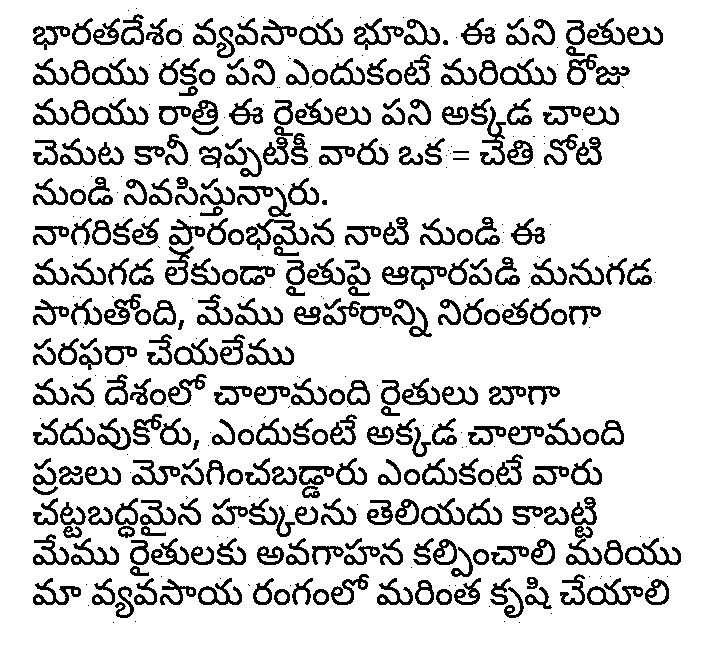 భారతదేశం వ్యవసాయ భూమి. ఈ పని రైతులు
మరియు రక్తం పని ఎందుకంటే మరియు రోజు
మరియు రాత్రి ఈ రైతులు పని అక్కడ చాలు
చెమట కానీ ఇప్పటికీ వారు ఒక = చేతి నోటి
నుండి నివసిస్తున్నారు.
నాగరికత ప్రారంభమైన నాటి నుండి ఈ
మనుగడ లేకుండా రైతుపై ఆధారపడి మనుగడ
సాగుతోంది, మేము ఆహారాన్ని నిరంతరంగా
సరఫరా చేయలేము
మన దేశంలో చాలామంది రైతులు బాగా
చదువుకోరు, ఎందుకంటే అక్కడ చాలామంది
ప్రజలు మోసగించబడ్డారు ఎందుకంటే వారు
చట్టబద్ధమైన హక్కులను తెలియదు కాబట్టి
మేము రైతులకు అవగాహన కల్పించాలి మరియు
మా వ్యవసాయ రంగంలో మరింత కృషి చేయాలి